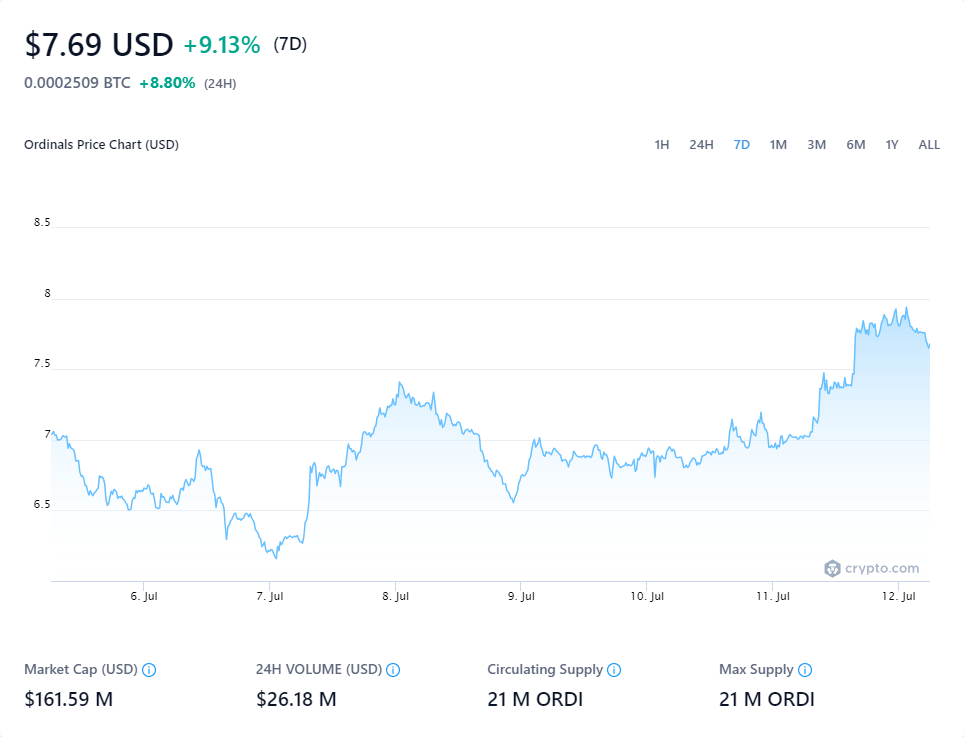 $7.69 USD +9.13% (7D)
0.0002509 BTC +8.80% (24H)
Ordinals Price Chart (USD) 1H 24H 7D 1M 3M 6M 1Y ALL
8.5
8
7.5
7
6.5
crypto.com
6. Jul 7. Jul 8. Jul 9. Jul 10. Jul 11. Jul 12. Jul
Market Cap (USD) 24H VOLUME (USD) Circulating Supply Max Supply
$161.59 M $26.18 M 21 M ORDI 21 M ORDI